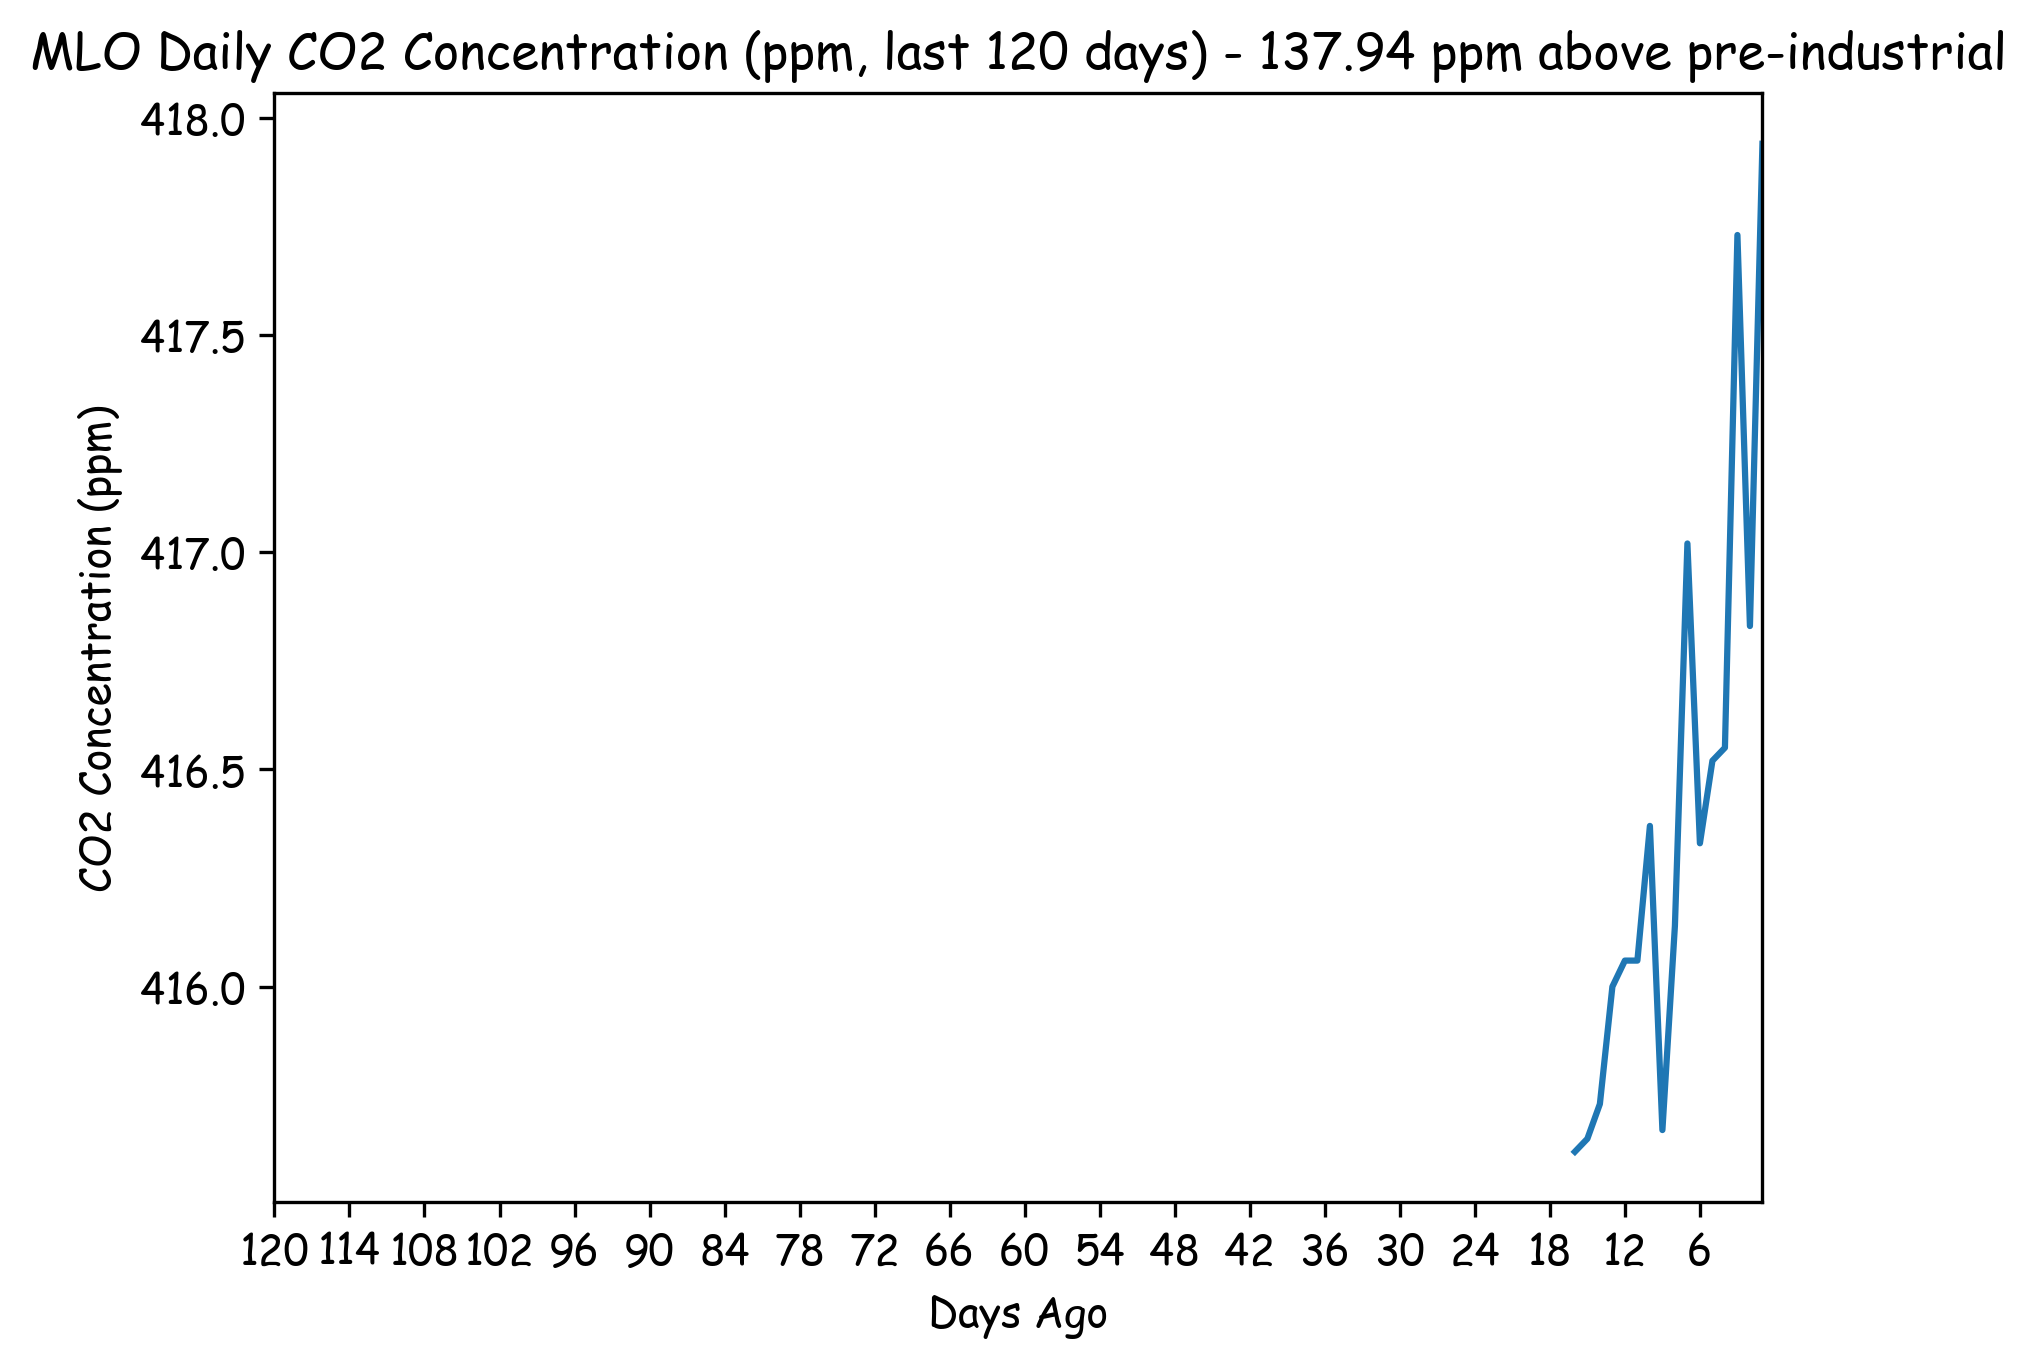 MLO Daily CO2 Concentration (ppm, last 120 days) - 137.94 ppm above pre-industrial
418.0
417.5
417.0
416.5
416.0
CO2 Concentration (ppm)
120 114 108 102 96 90 84 78 72 66 60 54 48 42 36 30 24 18 12 6
Days Ago